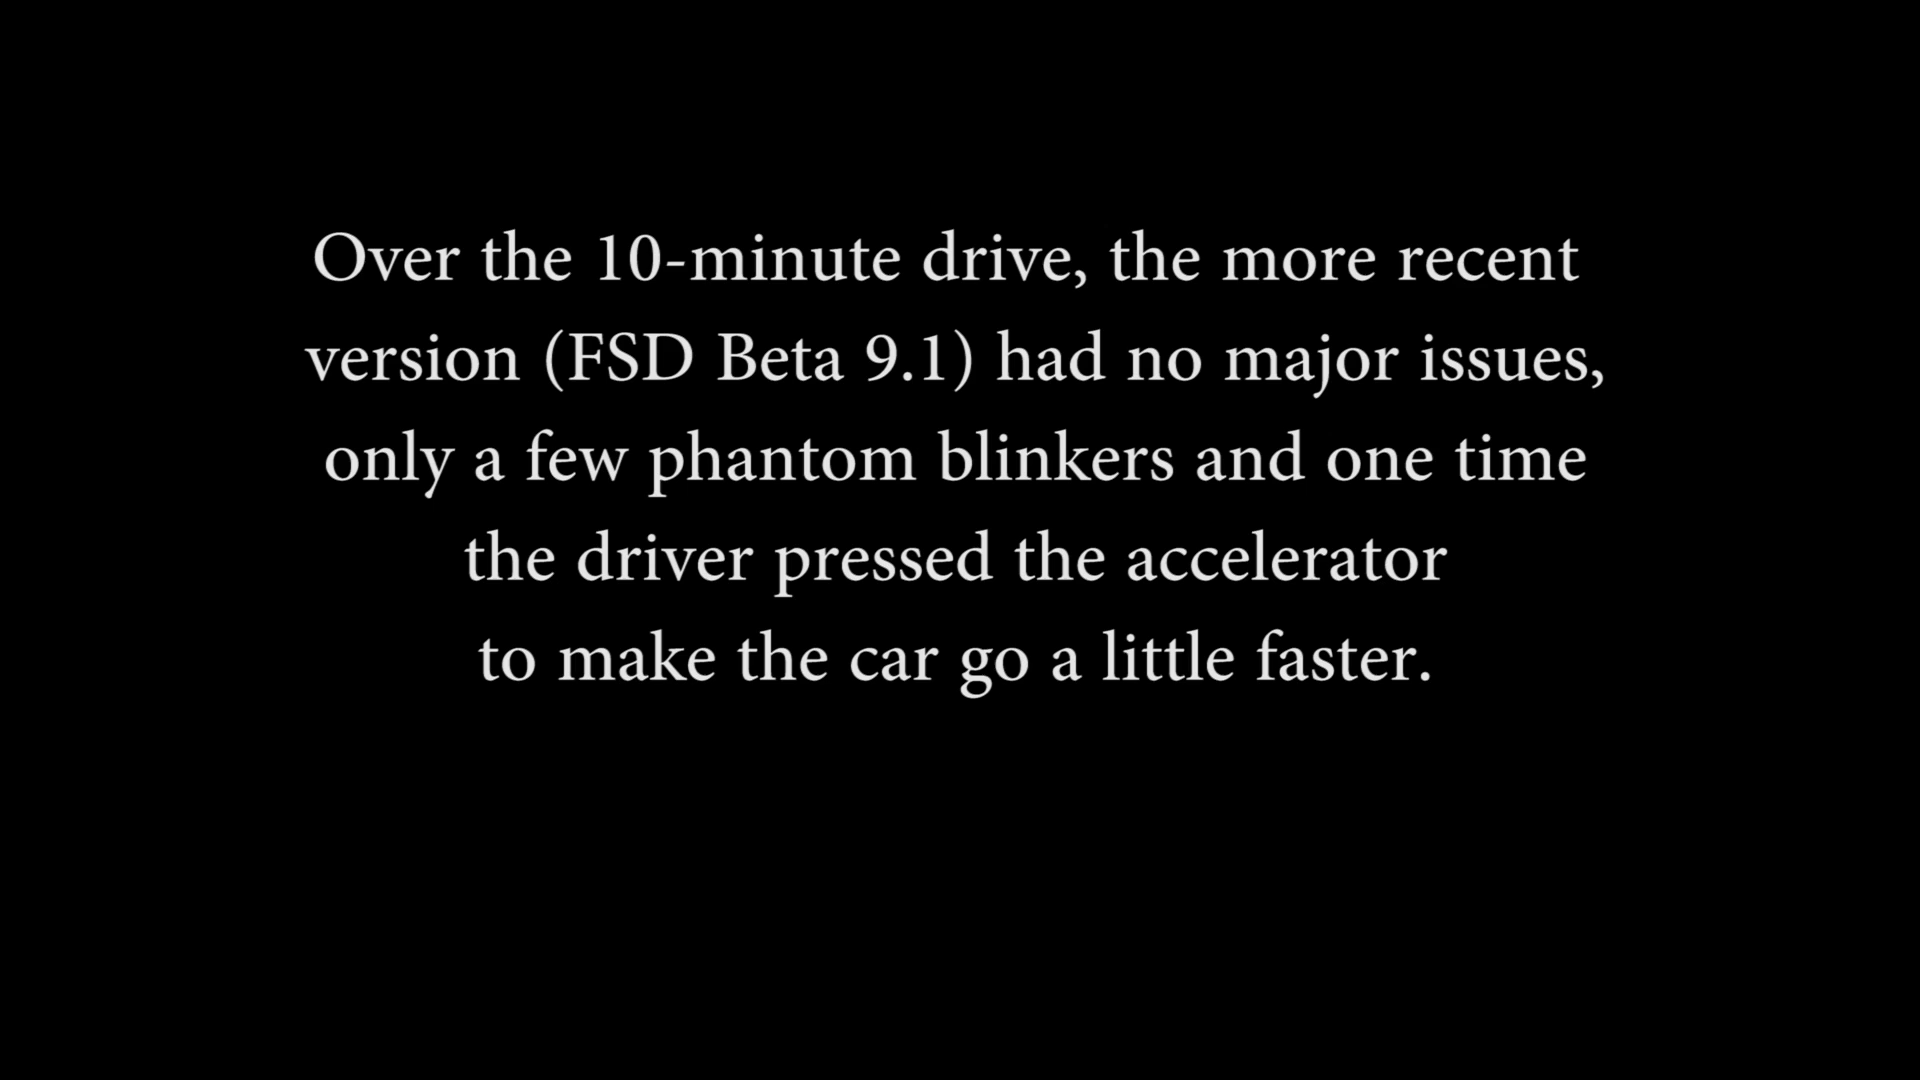 Over the 10-minute drive, the more recent
version (FSD Beta 9.1) had no major issues,
only a few phantom blinkers and one time
the driver pressed the accelerator
to make the car go a little faster.